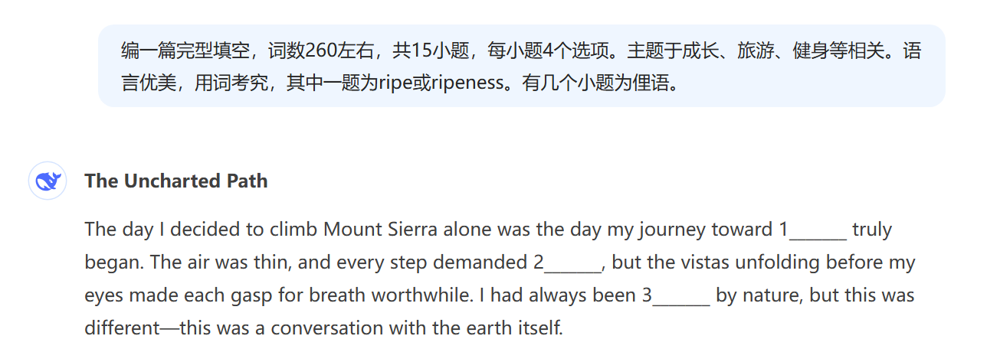 编一篇完型填空，词数260左右，共15小题，每小题4个选项。主题于成长、旅游、健身等相关。语
言优美，用词考究，其中一题为ripe或ripeness。有几个小题为俚语。
The Uncharted Path
The day I decided to climb Mount Sierra alone was the day my journey toward 1_______ truly
began. The air was thin, and every step demanded 2_______, but the vistas unfolding before my
eyes made each gasp for breath worthwhile. I had always been 3_______ by nature, but this was
different—this was a conversation with the earth itself.